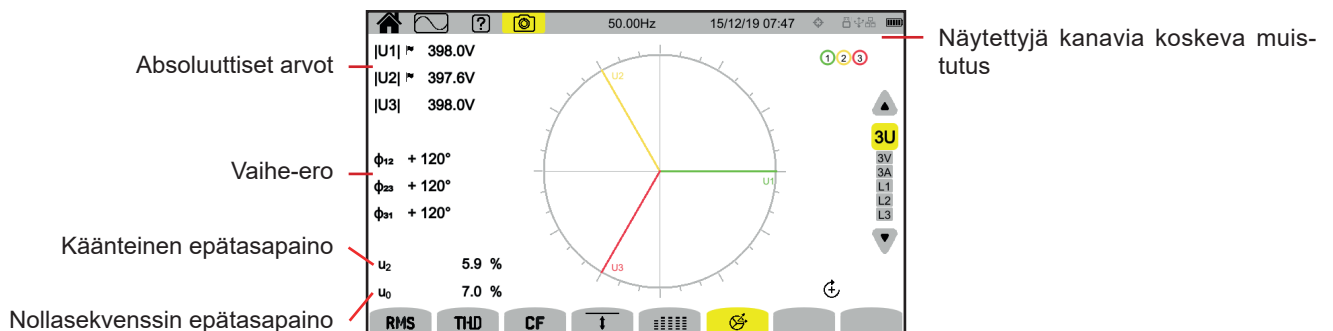 ?
50.00Hz
15/12/19 07:47
|U1| 398.0V
|U2| 397.6V
|U3| 398.0V
Absoluuttiset arvot
Näytettyjä kanavia koskeva muis-
tutus
1 2 3
U2
U1
U3
3U
3V
3A
L1
L2
L3
Vaihe-ero
ϕ₁₂ + 120°
ϕ₂₃ + 120°
ϕ₃₁ + 120°
Käänteinen epätasapaino
u₂ 5.9 %
Nollasekvenssin epätasapaino
u₀ 7.0 %
+
RMS THD CF